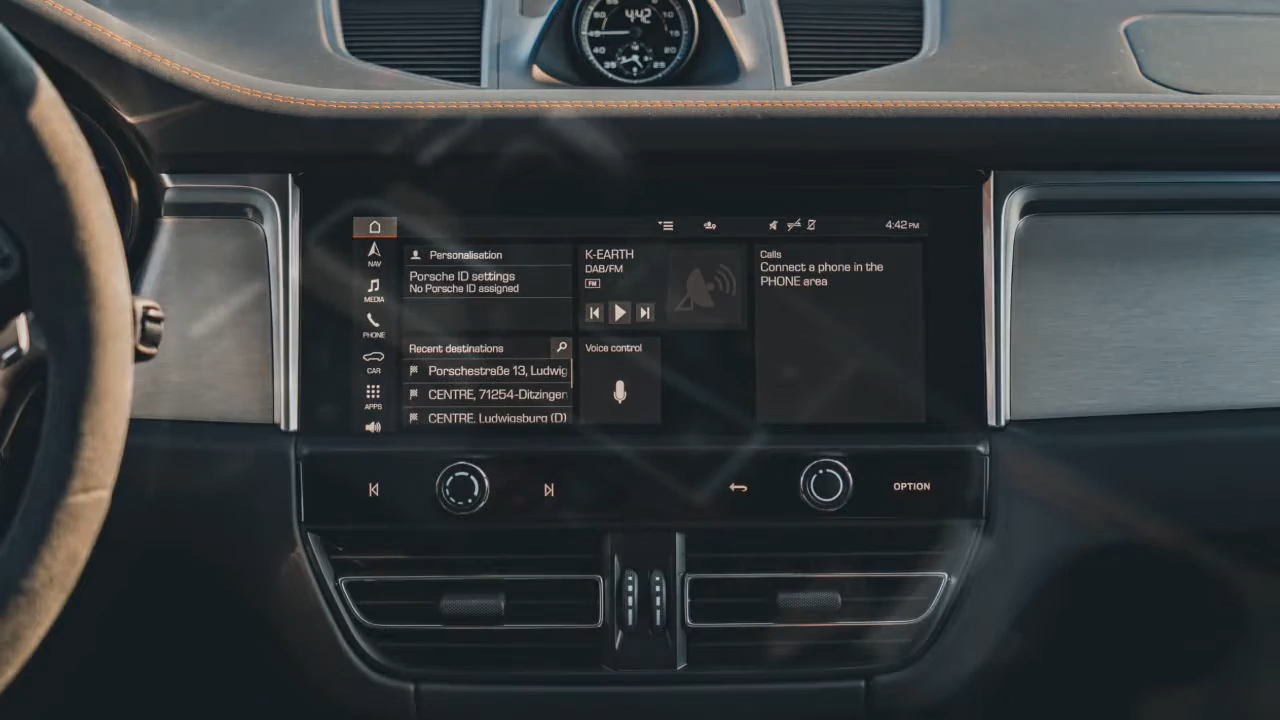 442
4:42 PM
NAV
MEDIA
PHONE
CAR
APPS
Personalisation
Porsche ID settings
No Porsche ID assigned
K-EARTH
DAB/FM
FM
Calls
Connect a phone in the
PHONE area
Recent destinations
Porschestraße 13, Ludwig
CENTRE, 71254-Ditzingen
CENTRE, Ludwigsburg (D)
Voice control
OPTION